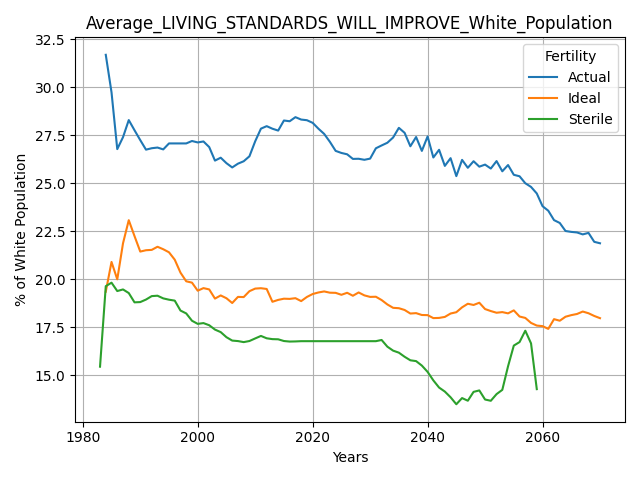 Average_LIVING_STANDARDS_WILL_IMPROVE_White_Population
% of White Population
32.5
30.0
27.5
25.0
22.5
20.0
17.5
15.0
Fertility
Actual
Ideal
Sterile
1980
2000
2020
2040
2060
Years